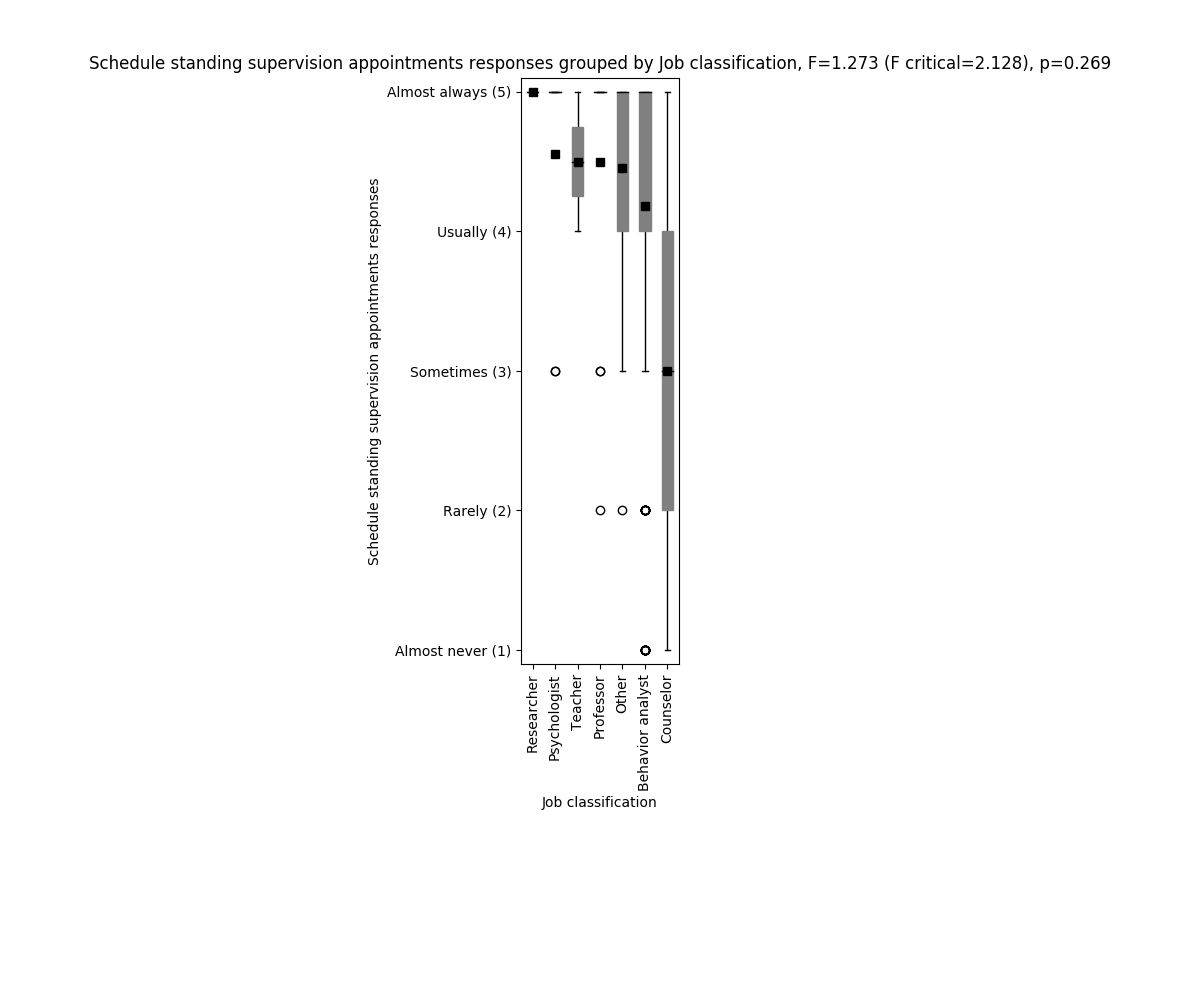 Schedule standing supervision appointments responses grouped by Job classification, F=1.273 (F critical=2.128), p=0.269
Schedule standing supervision appointments responses
Almost always (5)
Usually (4)
Sometimes (3)
Rarely (2)
Almost never (1)
Researcher
Psychologist
Teacher
Professor
Other
Behavior analyst
Counselor
Job classification